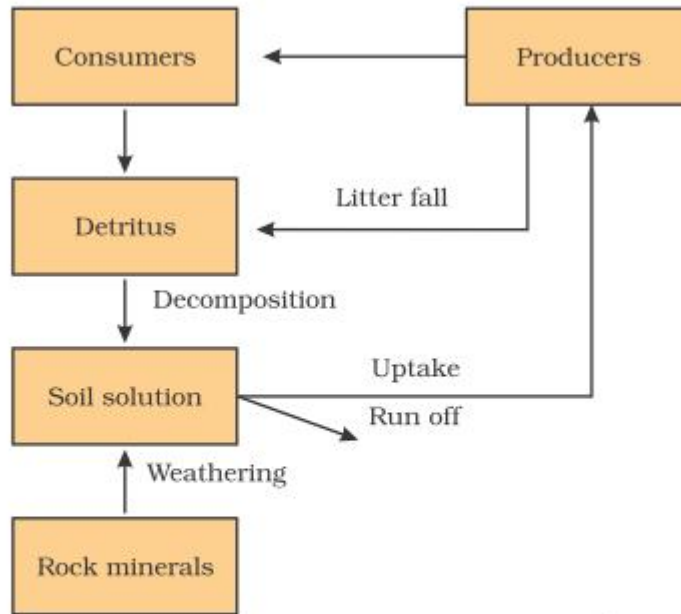 Consumers
Producers
Litter fall
Detritus
Decomposition
Uptake
Soil solution
Run off
Weathering
Rock minerals